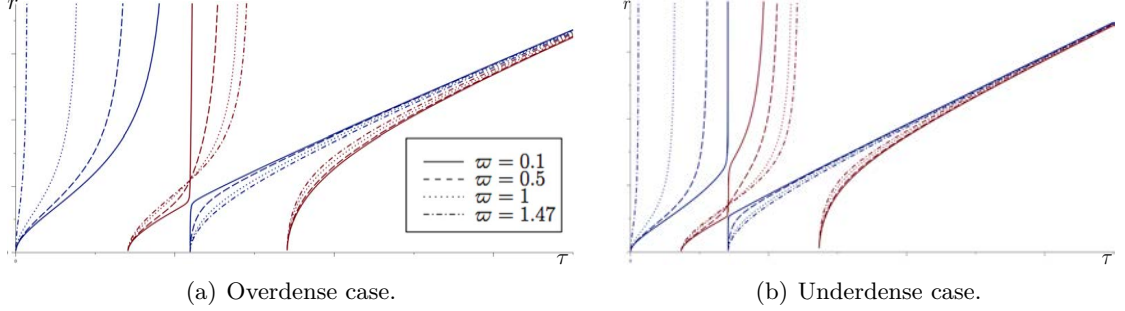 r
r
ϖ = 0.1
ϖ = 0.5
ϖ = 1
ϖ = 1.47
τ
τ
(a) Overdense case.
(b) Underdense case.